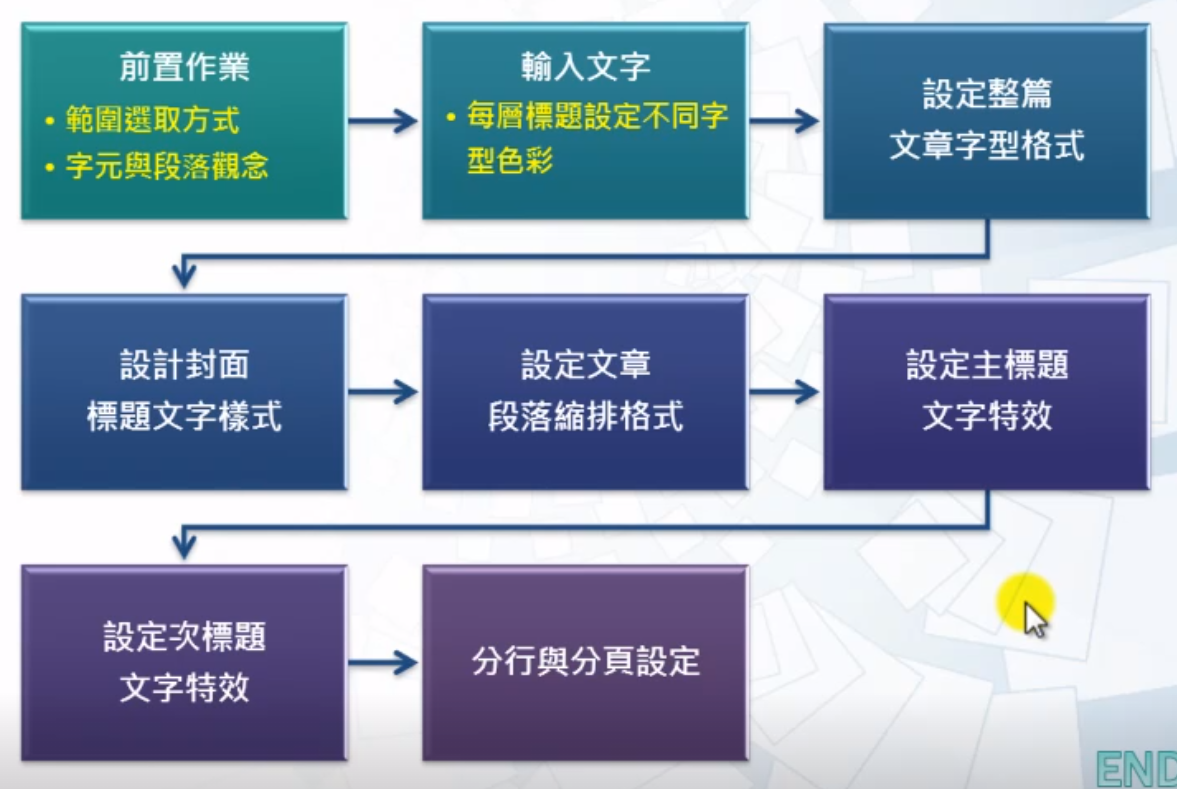 前置作業
• 範圍選取方式
• 字元與段落觀念
輸入文字
• 每層標題設定不同字
型色彩
設定整篇
文章字型格式
設計封面
標題文字樣式
設定文章
段落縮排格式
設定主標題
文字特效
設定次標題
文字特效
分行與分頁設定
END